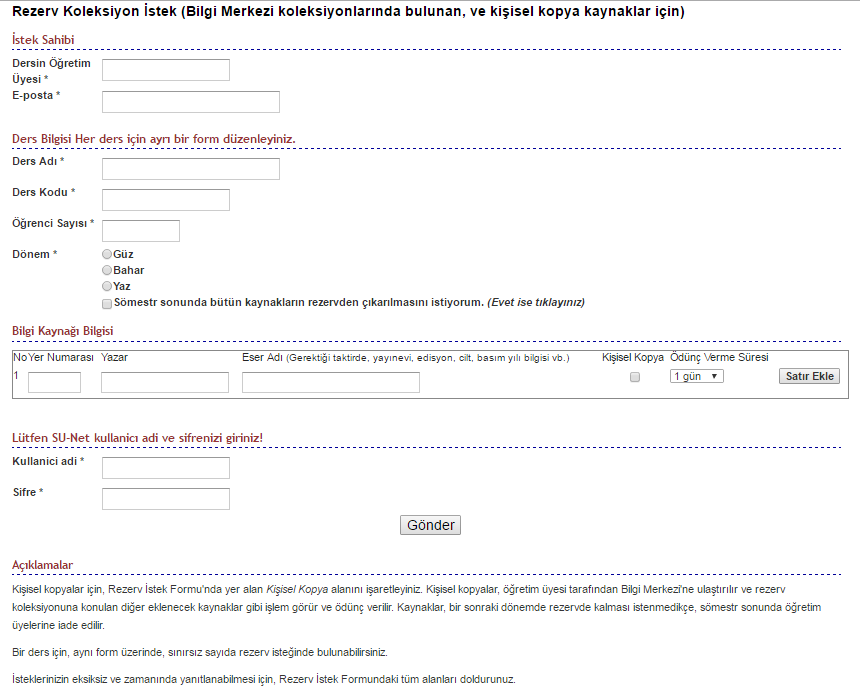 Rezerv Koleksiyon İstek (Bilgi Merkezi koleksiyonlarında bulunan, ve kişisel kopya kaynaklar için)
İstek Sahibi
Dersin Öğretim
Üyesi *
E-posta *
Ders Bilgisi Her ders için ayrı bir form düzenleyiniz.
Ders Adı *
Ders Kodu *
Öğrenci Sayısı *
Dönem *
Güz
Bahar
Yaz
Sömestr sonunda bütün kaynakların rezervden çıkarılmasını istiyorum. (Evet ise tıklayınız)
Bilgi Kaynağı Bilgisi
No Yer Numarası Yazar Eser Adı (Gerektiği taktirde, yayınevi, edisyon, cilt, basım yılı bilgisi vb.) Kişisel Kopya Ödünç Verme Süresi
1 1 gün Satır Ekle
Lütfen SU-Net kullanıcı adi ve sifrenizi giriniz!
Kullanici adi *
Sifre *
Gönder
Açıklamalar
Kişisel kopyalar için, Rezerv İstek Formu'nda yer alan Kişisel Kopya alanını işaretleyiniz. Kişisel kopyalar, öğretim üyesi tarafından Bilgi Merkezi'ne ulaştırılır ve rezerv
koleksiyonuna konulan diğer eklenecek kaynaklar gibi işlem görür ve ödünç verilir. Kaynaklar, bir sonraki dönemde rezervde kalması istenmedikçe, sömestr sonunda öğretim
üyelerine iade edilir.
Bir ders için, aynı form üzerinde, sınırsız sayıda rezerv isteğinde bulunabilirsiniz.
İsteklerinizin eksiksiz ve zamanında yanıtlanabilmesi için, Rezerv İstek Formundaki tüm alanları doldurunuz.